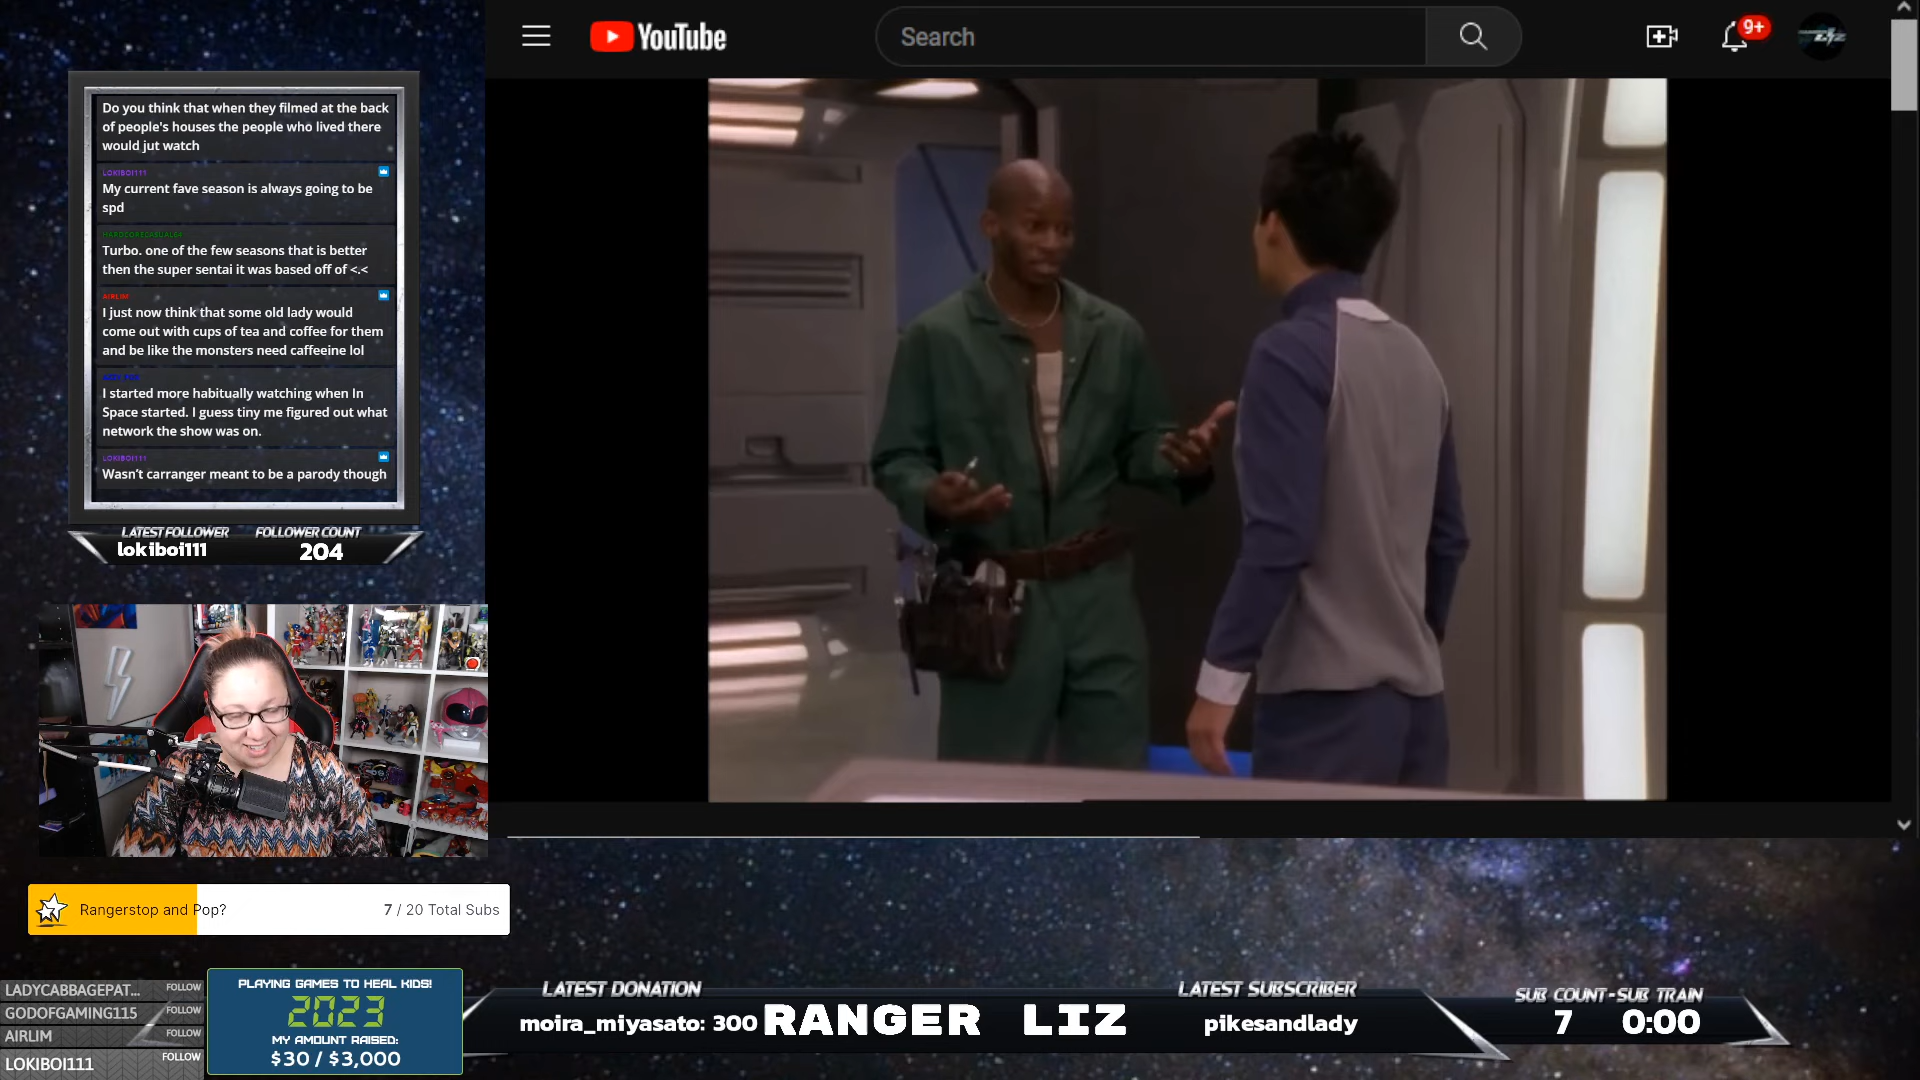 YouTube
Search
9+
Do you think that when they filmed at the back
of people's houses the people who lived there
would jut watch
LOKIBOI111
My current fave season is always going to be
spd
HARDCORECASUAL64
Turbo. one of the few seasons that is better
then the super sentai it was based off of <.<
AIRLIM
I just now think that some old lady would
come out with cups of tea and coffee for them
and be like the monsters need caffeeine lol
I started more habitually watching when In
Space started. I guess tiny me figured out what
network the show was on.
LOKIBOI111
Wasn't carranger meant to be a parody though
LATEST FOLLOWER
lokiboi111
FOLLOWER COUNT
204
Rangerstop and Pop?
7 / 20 Total Subs
LADYCABBAGEPAT... FOLLOW
GODOFGAMING115 FOLLOW
AIRLIM FOLLOW
LOKIBOI111 FOLLOW
PLAYING GAMES TO HEAL KIDS!
2023
MY AMOUNT RAISED:
$30 / $3,000
LATEST DONATION
moira_miyasato: 300
RANGER LIZ
LATEST SUBSCRIBER
pikesandlady
SUB COUNT - SUB TRAIN
7 0:00